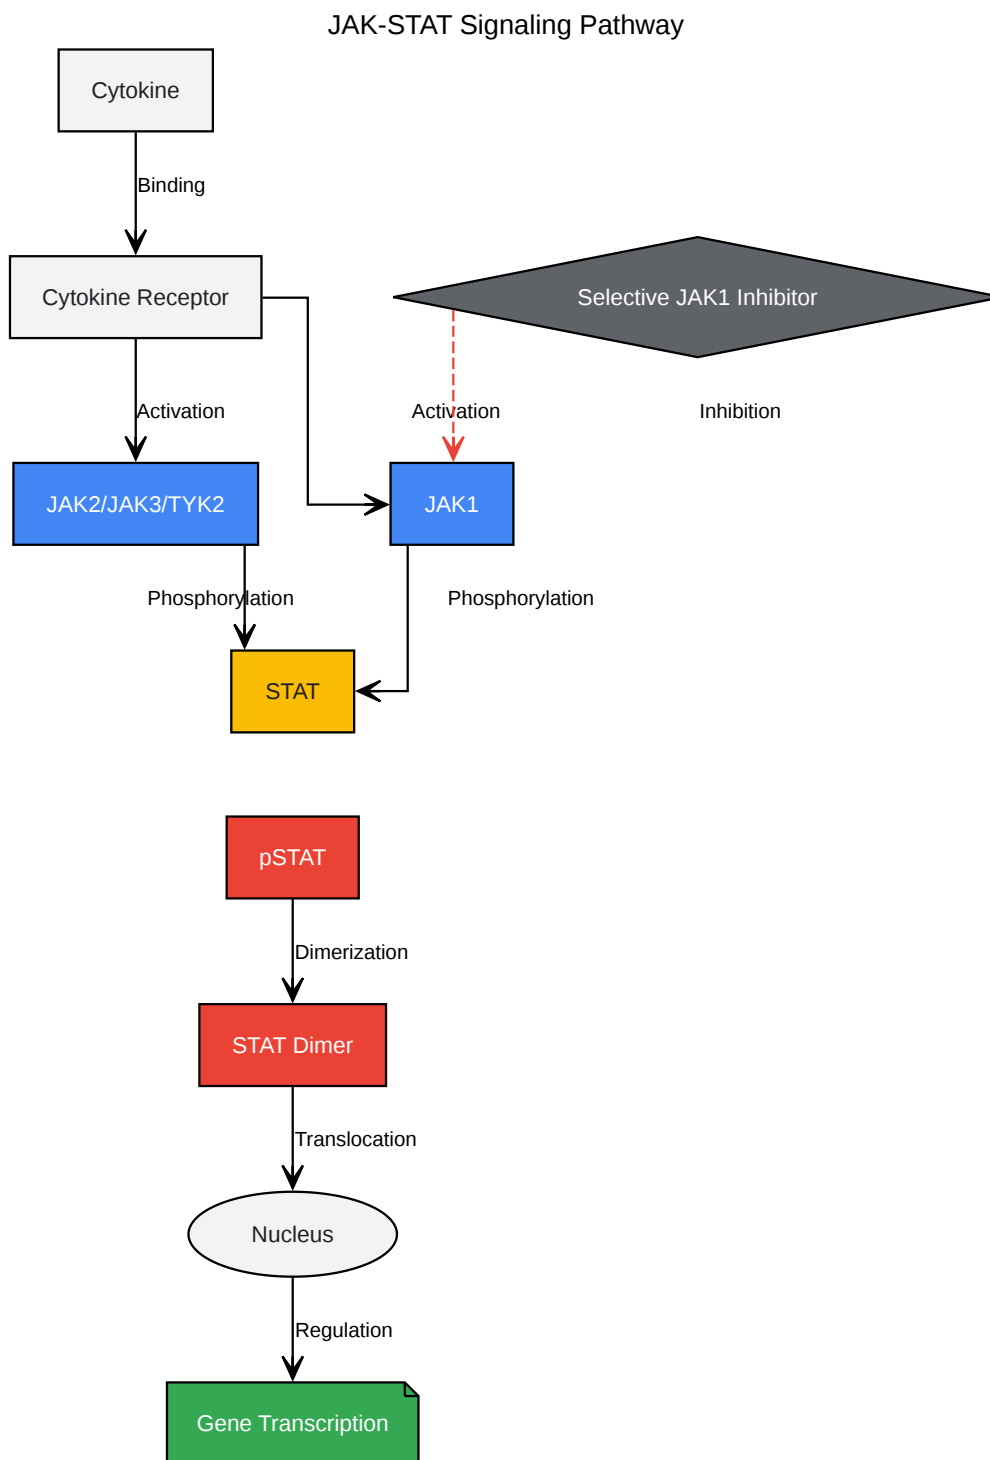 JAK-STAT Signaling Pathway
Cytokine
Binding
Cytokine Receptor
Selective JAK1 Inhibitor
Activation
Activation
Inhibition
JAK2/JAK3/TYK2
JAK1
Phosphorylation
Phosphorylation
STAT
pSTAT
Dimerization
STAT Dimer
Translocation
Nucleus
Regulation
Gene Transcription